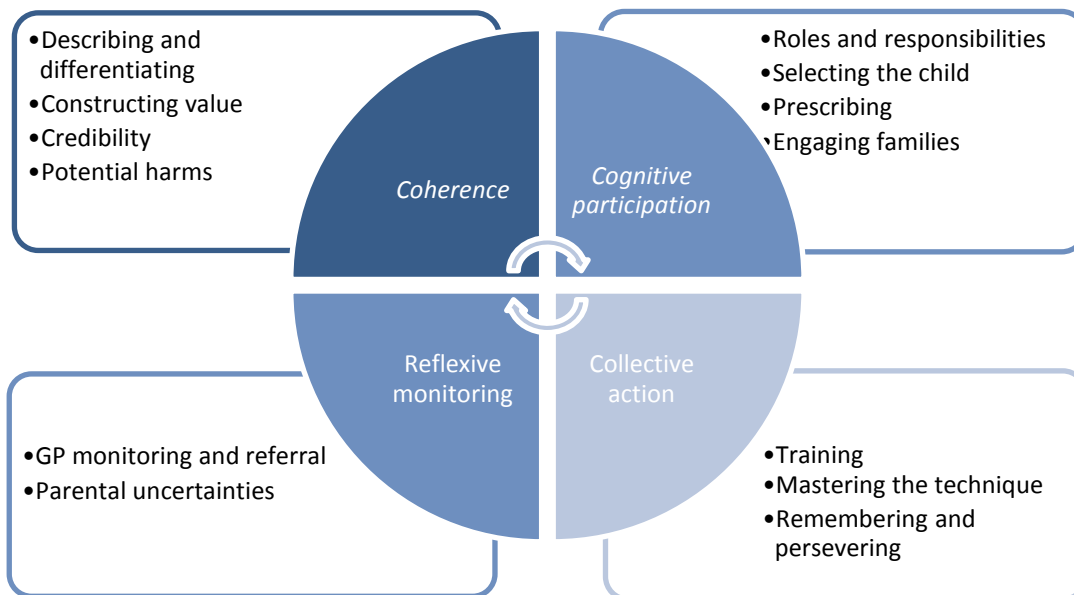 •Describing and
differentiating
•Constructing value
•Credibility
•Potential harms
•Roles and responsibilities
•Selecting the child
•Prescribing
•Engaging families
Coherence
Cognitive
participation
Reflexive
monitoring
Collective
action
•GP monitoring and referral
•Parental uncertainties
•Training
•Mastering the technique
•Remembering and
persevering